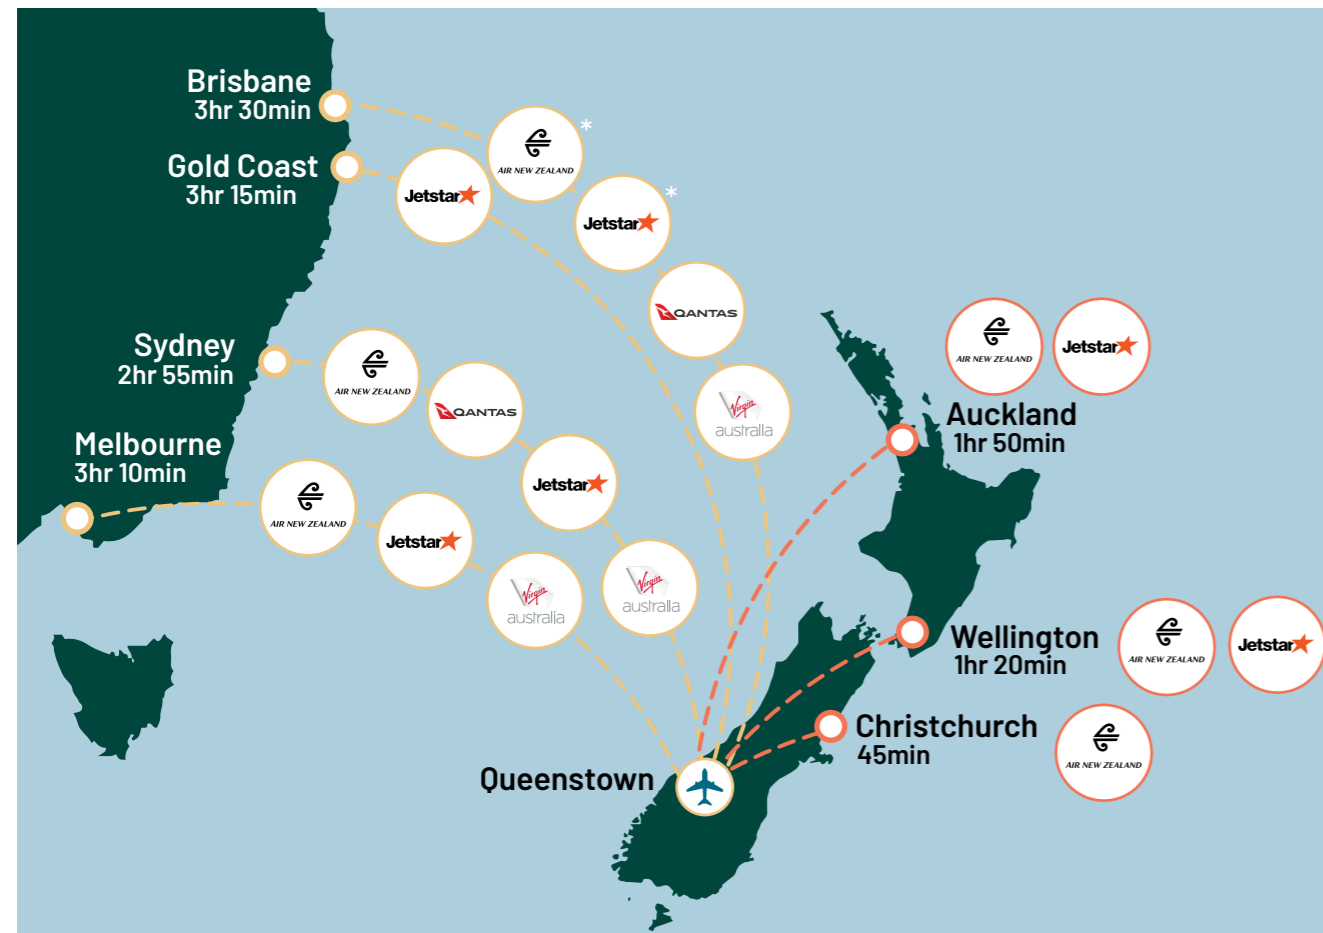 Brisbane
3hr 30min
AIR NEW ZEALAND
*
Gold Coast
3hr 15min
Jetstar
Jetstar
*
QANTAS
Sydney
2hr 55min
AIR NEW ZEALAND
QANTAS
Virgin
australia
AIR NEW ZEALAND
Jetstar
Auckland
1hr 50min
Melbourne
3hr 10min
Jetstar
AIR NEW ZEALAND
Jetstar
Virgin
australia
Virgin
australia
Wellington
1hr 20min
AIR NEW ZEALAND
Jetstar
Christchurch
45min
AIR NEW ZEALAND
Queenstown